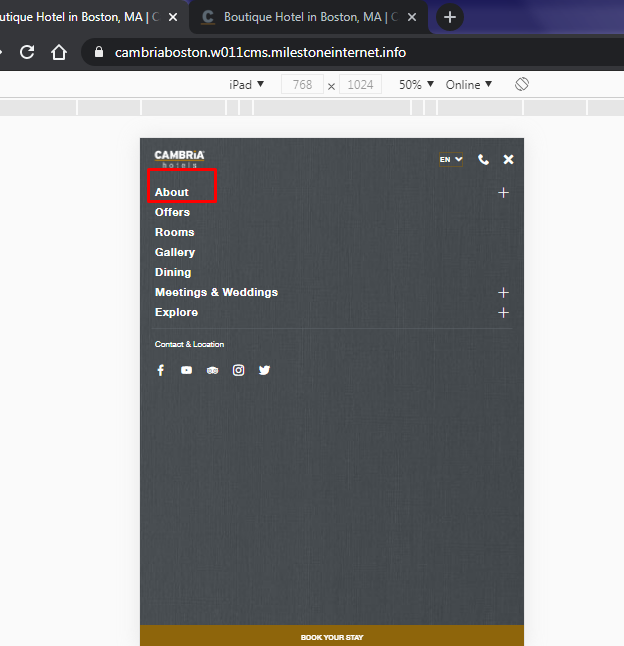 outique Hotel in Boston, MA | C
Boutique Hotel in Boston, MA | C
cambriaboston.w011cms.milestoneinternet.info
iPad 768 x 1024 50% Online
CAMBRIA
hotels
EN
About
Offers
Rooms
Gallery
Dining
Meetings & Weddings
Explore
Contact & Location
BOOK YOUR STAY